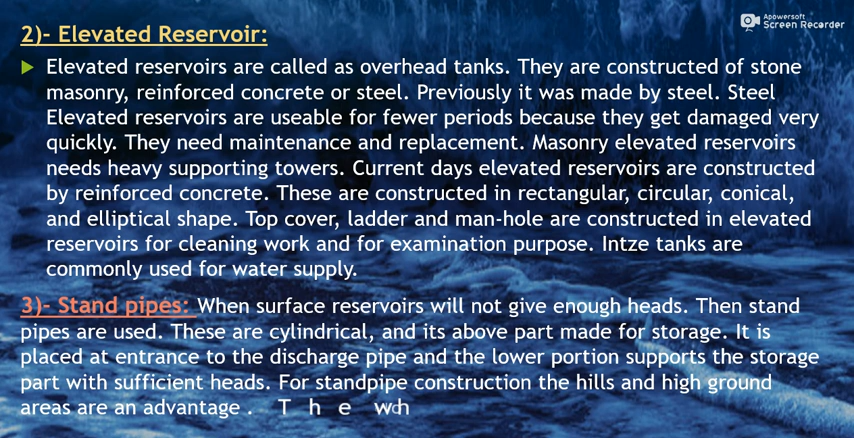 Apowersoft
Screen Recorder
2)- Elevated Reservoir:
Elevated reservoirs are called as overhead tanks. They are constructed of stone
masonry, reinforced concrete or steel. Previously it was made by steel. Steel
Elevated reservoirs are useable for fewer periods because they get damaged very
quickly. They need maintenance and replacement. Masonry elevated reservoirs
needs heavy supporting towers. Current days elevated reservoirs are constructed
by reinforced concrete. These are constructed in rectangular, circular, conical,
and elliptical shape. Top cover, ladder and man-hole are constructed in elevated
reservoirs for cleaning work and for examination purpose. Intze tanks are
commonly used for water supply.
3)- Stand pipes: When surface reservoirs will not give enough heads. Then stand
pipes are used. These are cylindrical, and its above part made for storage. It is
placed at entrance to the discharge pipe and the lower portion supports the storage
part with sufficient heads. For standpipe construction the hills and high ground
areas are an advantage . The